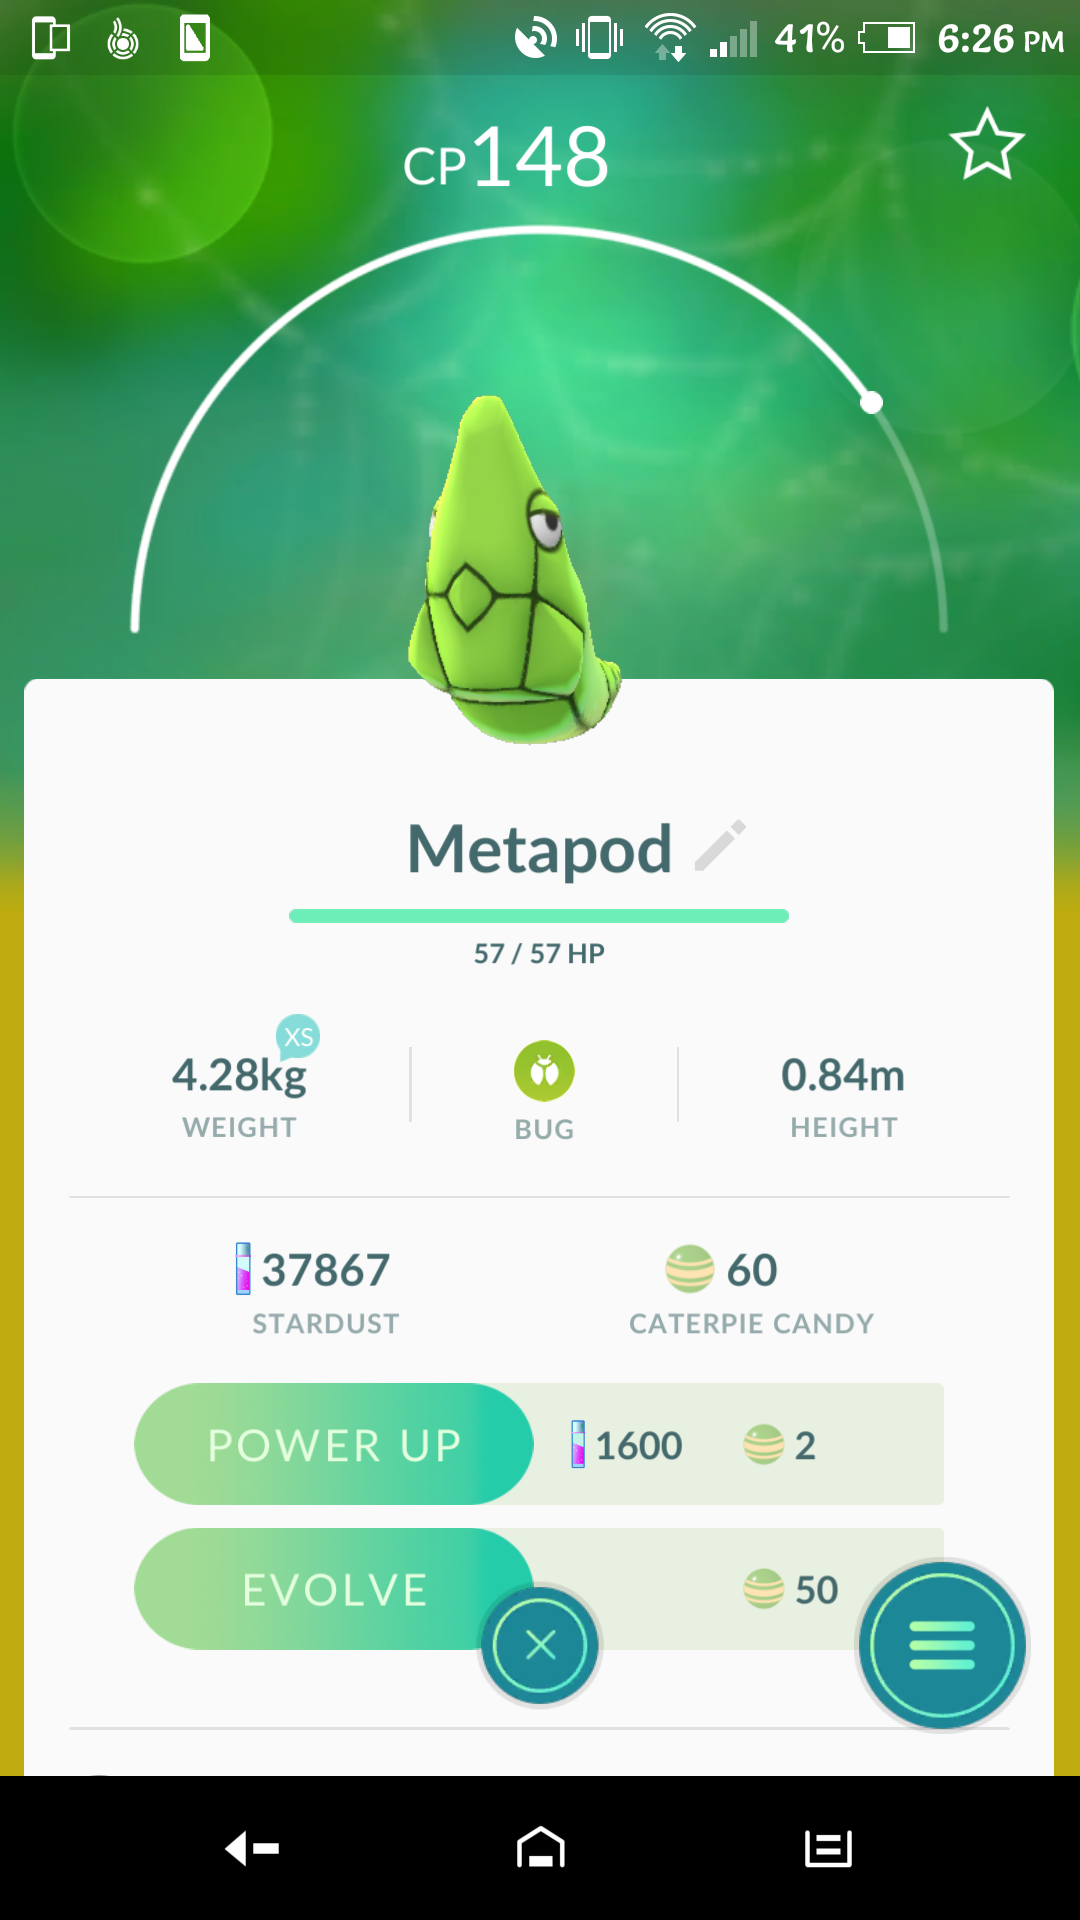 41% 6:26 PM
CP148
Metapod
57 / 57 HP
XS
4.28kg
WEIGHT
BUG
0.84m
HEIGHT
37867
STARDUST
60
CATERPIE CANDY
POWER UP 1600 2
EVOLVE 50